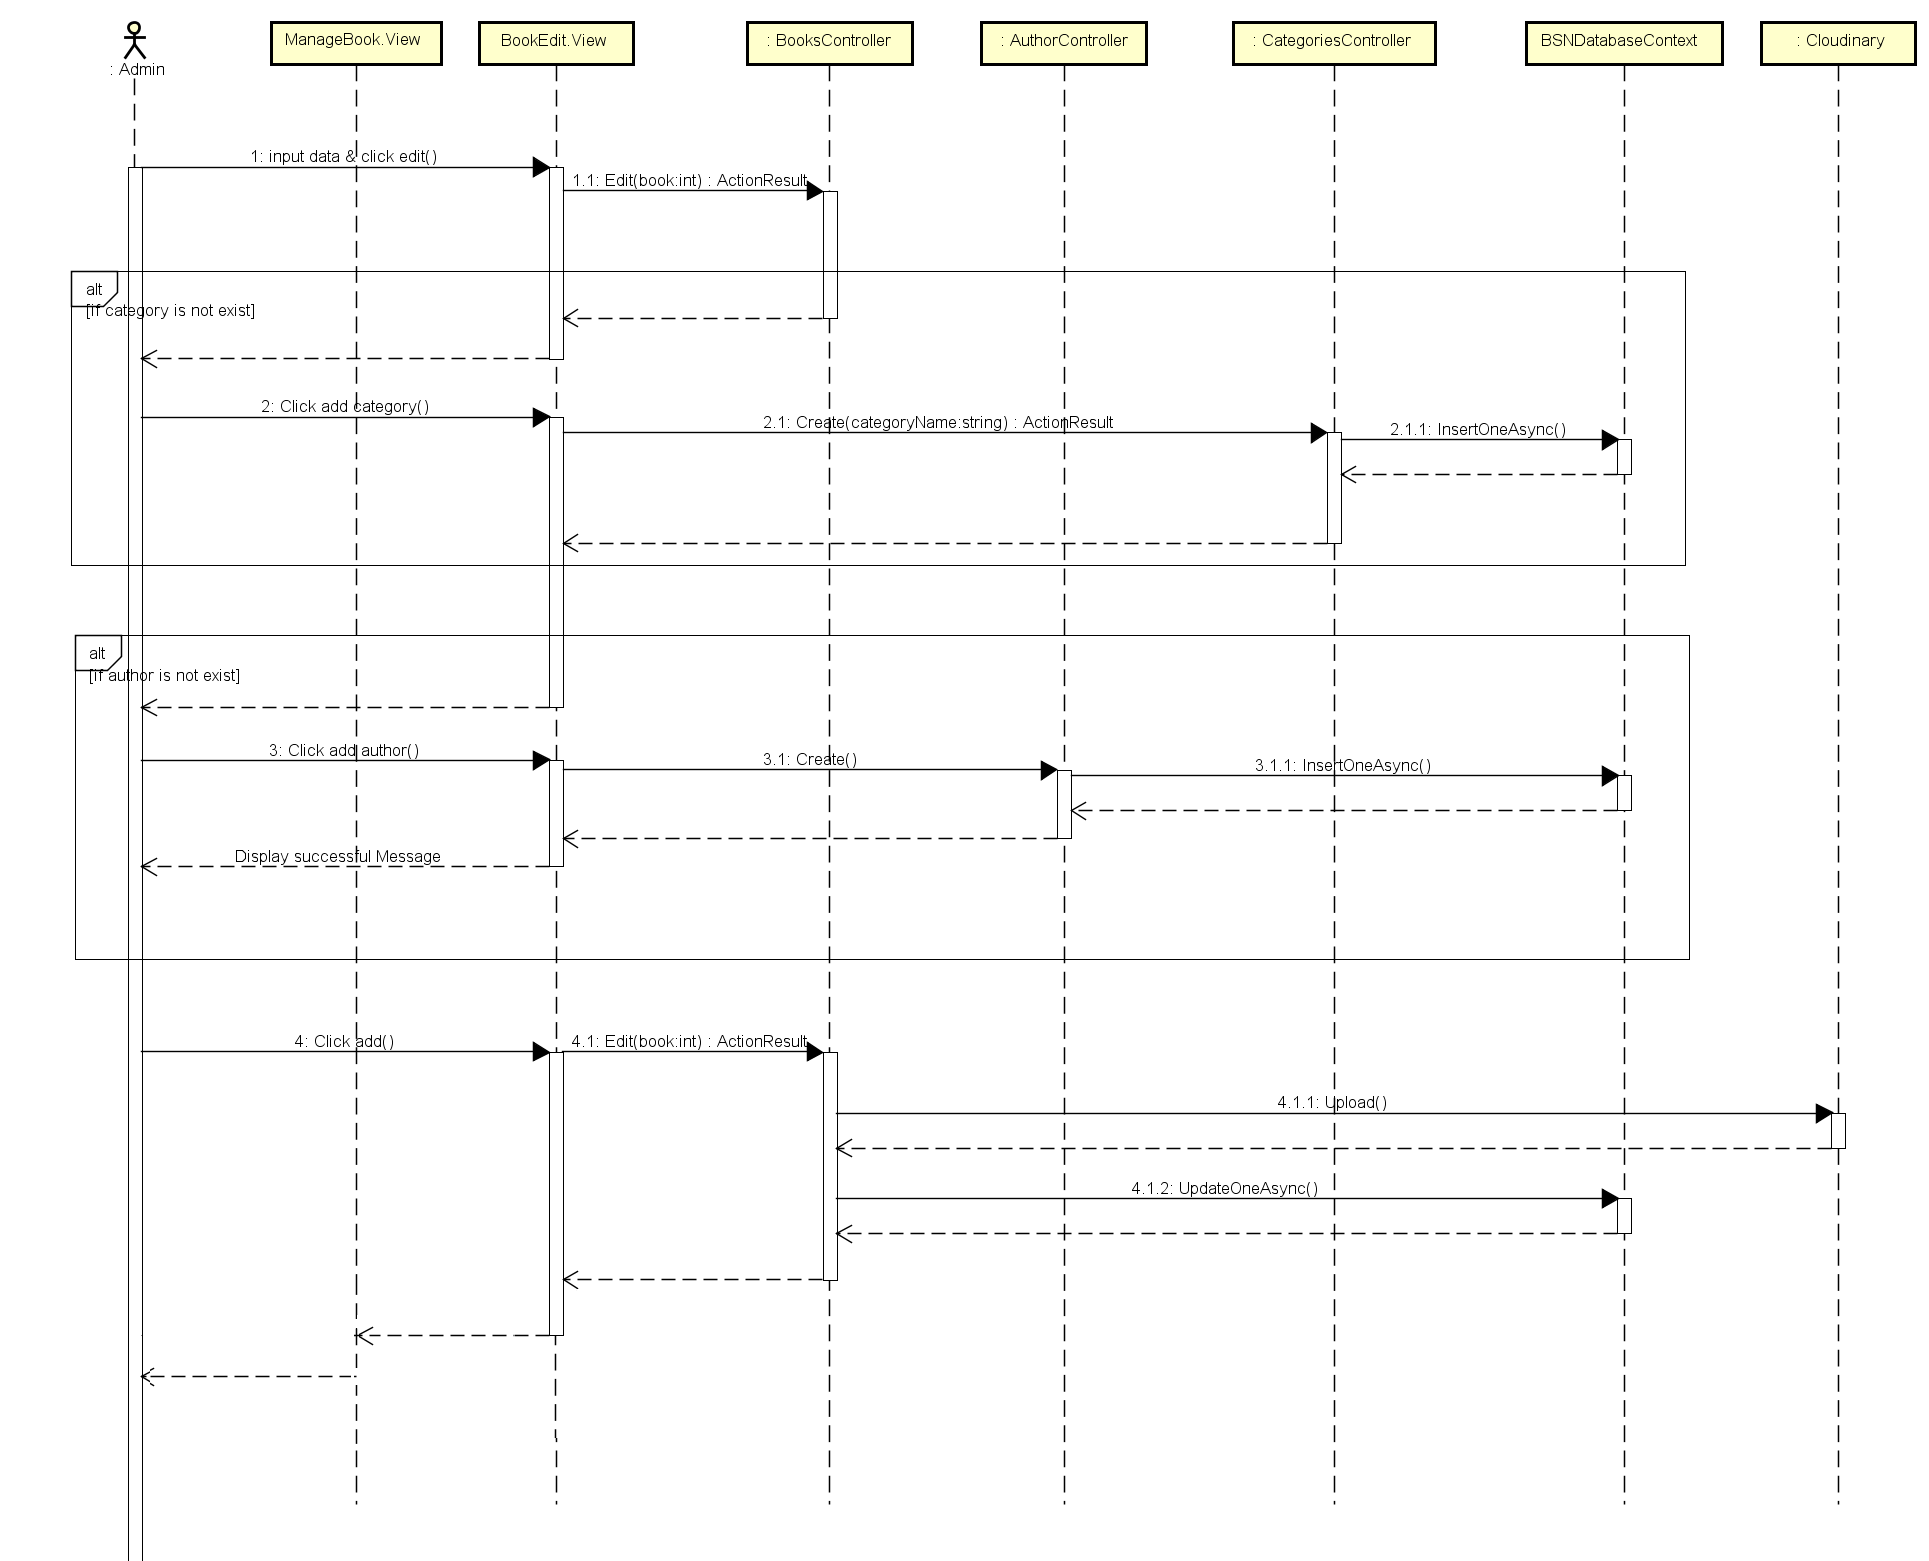 : Admin
ManageBook.View
BookEdit.View
: BooksController
: AuthorController
: CategoriesController
BSNDatabaseContext
: Cloudinary
1: input data & click edit()
1.1: Edit(book:int) : ActionResult
alt
[if category is not exist]
2: Click add category()
2.1: Create(categoryName:string) : ActionResult
2.1.1: InsertOneAsync()
alt
[if author is not exist]
3: Click add author()
3.1: Create()
3.1.1: InsertOneAsync()
Display successful Message
4: Click add()
4.1: Edit(book:int) : ActionResult
4.1.1: Upload()
4.1.2: UpdateOneAsync()